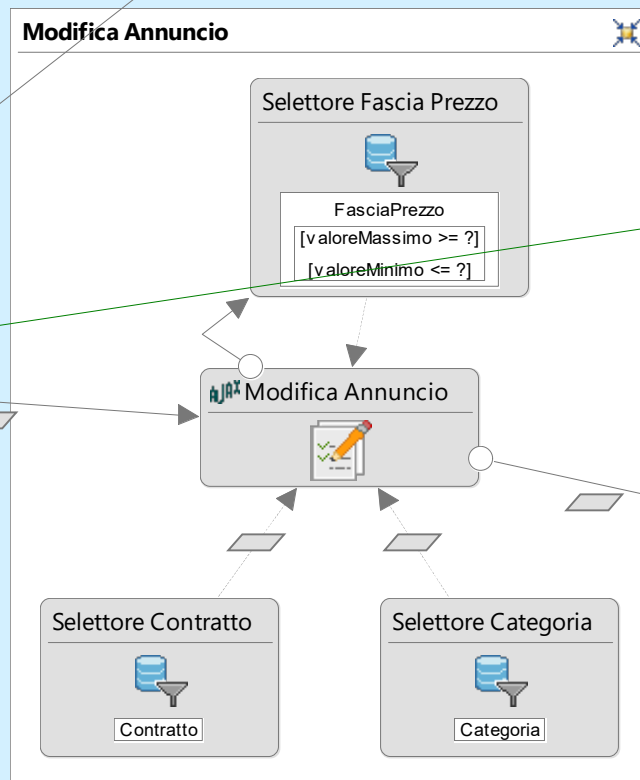 Modifica Annuncio
Selettore Fascia Prezzo
FasciaPrezzo
[valoreMassimo >= ?]
[valoreMinimo <= ?]
AJAX Modifica Annuncio
Selettore Contratto
Contratto
Selettore Categoria
Categoria